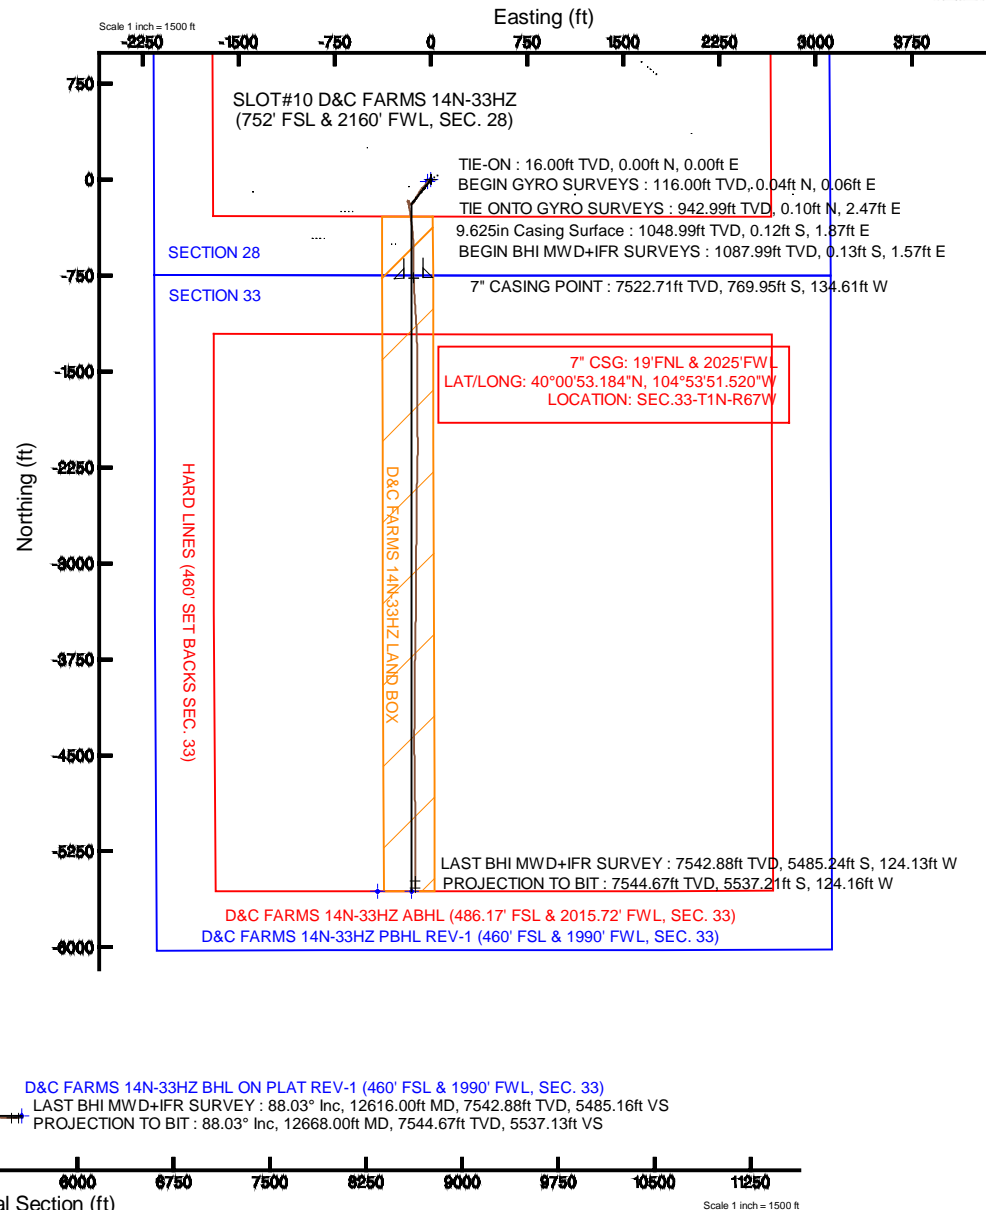 Easting (ft)
Scale 1 inch = 1500 ft
-2250 -1500 -750 0 750 1500 2250 3000 3750
750
SLOT#10 D&C FARMS 14N-33HZ
(752' FSL & 2160' FWL, SEC. 28)
TIE-ON : 16.00ft TVD, 0.00ft N, 0.00ft E
0
BEGIN GYRO SURVEYS : 116.00ft TVD, 0.04ft N, 0.06ft E
TIE ONTO GYRO SURVEYS : 942.99ft TVD, 0.10ft N, 2.47ft E
9.625in Casing Surface : 1048.99ft TVD, 0.12ft S, 1.87ft E
SECTION 28
BEGIN BHI MWD+IFR SURVEYS : 1087.99ft TVD, 0.13ft S, 1.57ft E
-750
7" CASING POINT : 7522.71ft TVD, 769.95ft S, 134.61ft W
SECTION 33
7" CSG: 19'FNL & 2025'FWL
-1500
LAT/LONG: 40°00'53.184"N, 104°53'51.520"W
LOCATION: SEC.33-T1N-R67W
-2250
Northing (ft)
HARD LINES (460' SET BACKS SEC. 33)
D&C FARMS 14N-33HZ LAND BOX
-3000
-3750
-4500
-5250
LAST BHI MWD+IFR SURVEY : 7542.88ft TVD, 5485.24ft S, 124.13ft W
PROJECTION TO BIT : 7544.67ft TVD, 5537.21ft S, 124.16ft W
D&C FARMS 14N-33HZ ABHL (486.17' FSL & 2015.72' FWL, SEC. 33)
D&C FARMS 14N-33HZ PBHL REV-1 (460' FSL & 1990' FWL, SEC. 33)
-6000
D&C FARMS 14N-33HZ BHL ON PLAT REV-1 (460' FSL & 1990' FWL, SEC. 33)
LAST BHI MWD+IFR SURVEY : 88.03° Inc, 12616.00ft MD, 7542.88ft TVD, 5485.16ft VS
PROJECTION TO BIT : 88.03° Inc, 12668.00ft MD, 7544.67ft TVD, 5537.13ft VS
6000 6750 7500 8250 9000 9750 10500 11250
al Section (ft)
Scale 1 inch = 1500 ft